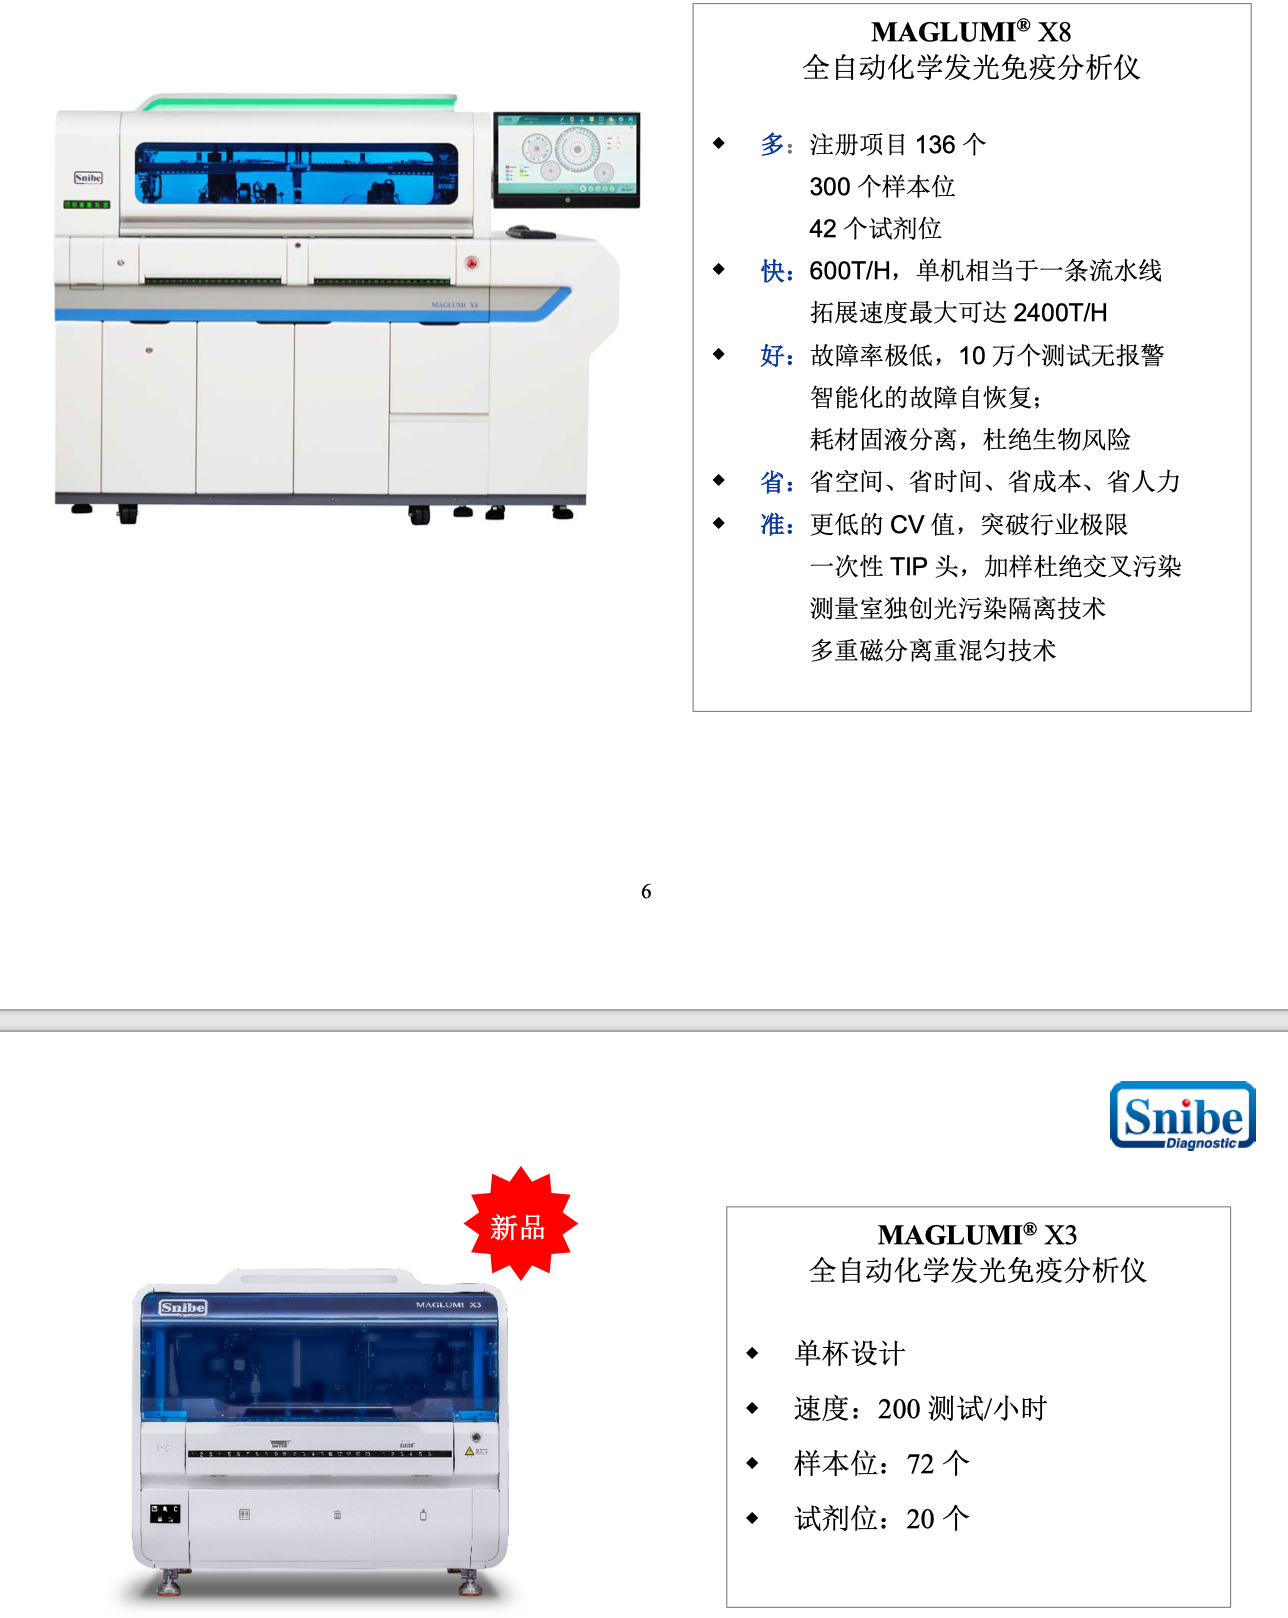 MAGLUMI® X8
全自动化学发光免疫分析仪
Snibe
MAGLUMI X8
◆ 多：注册项目 136 个
300 个样本位
42 个试剂位
◆ 快：600T/H，单机相当于一条流水线
拓展速度最大可达 2400T/H
◆ 好：故障率极低，10 万个测试无报警
智能化的故障自恢复；
耗材固液分离，杜绝生物风险
◆ 省：省空间、省时间、省成本、省人力
◆ 准：更低的 CV 值，突破行业极限
一次性 TIP 头，加样杜绝交叉污染
测量室独创光污染隔离技术
多重磁分离重混匀技术
6
Snibe
Diagnostic
新品
Snibe
MAGLUMI X3
MAGLUMI® X3
全自动化学发光免疫分析仪
◆ 单杯设计
◆ 速度：200 测试/小时
◆ 样本位：72 个
◆ 试剂位：20 个